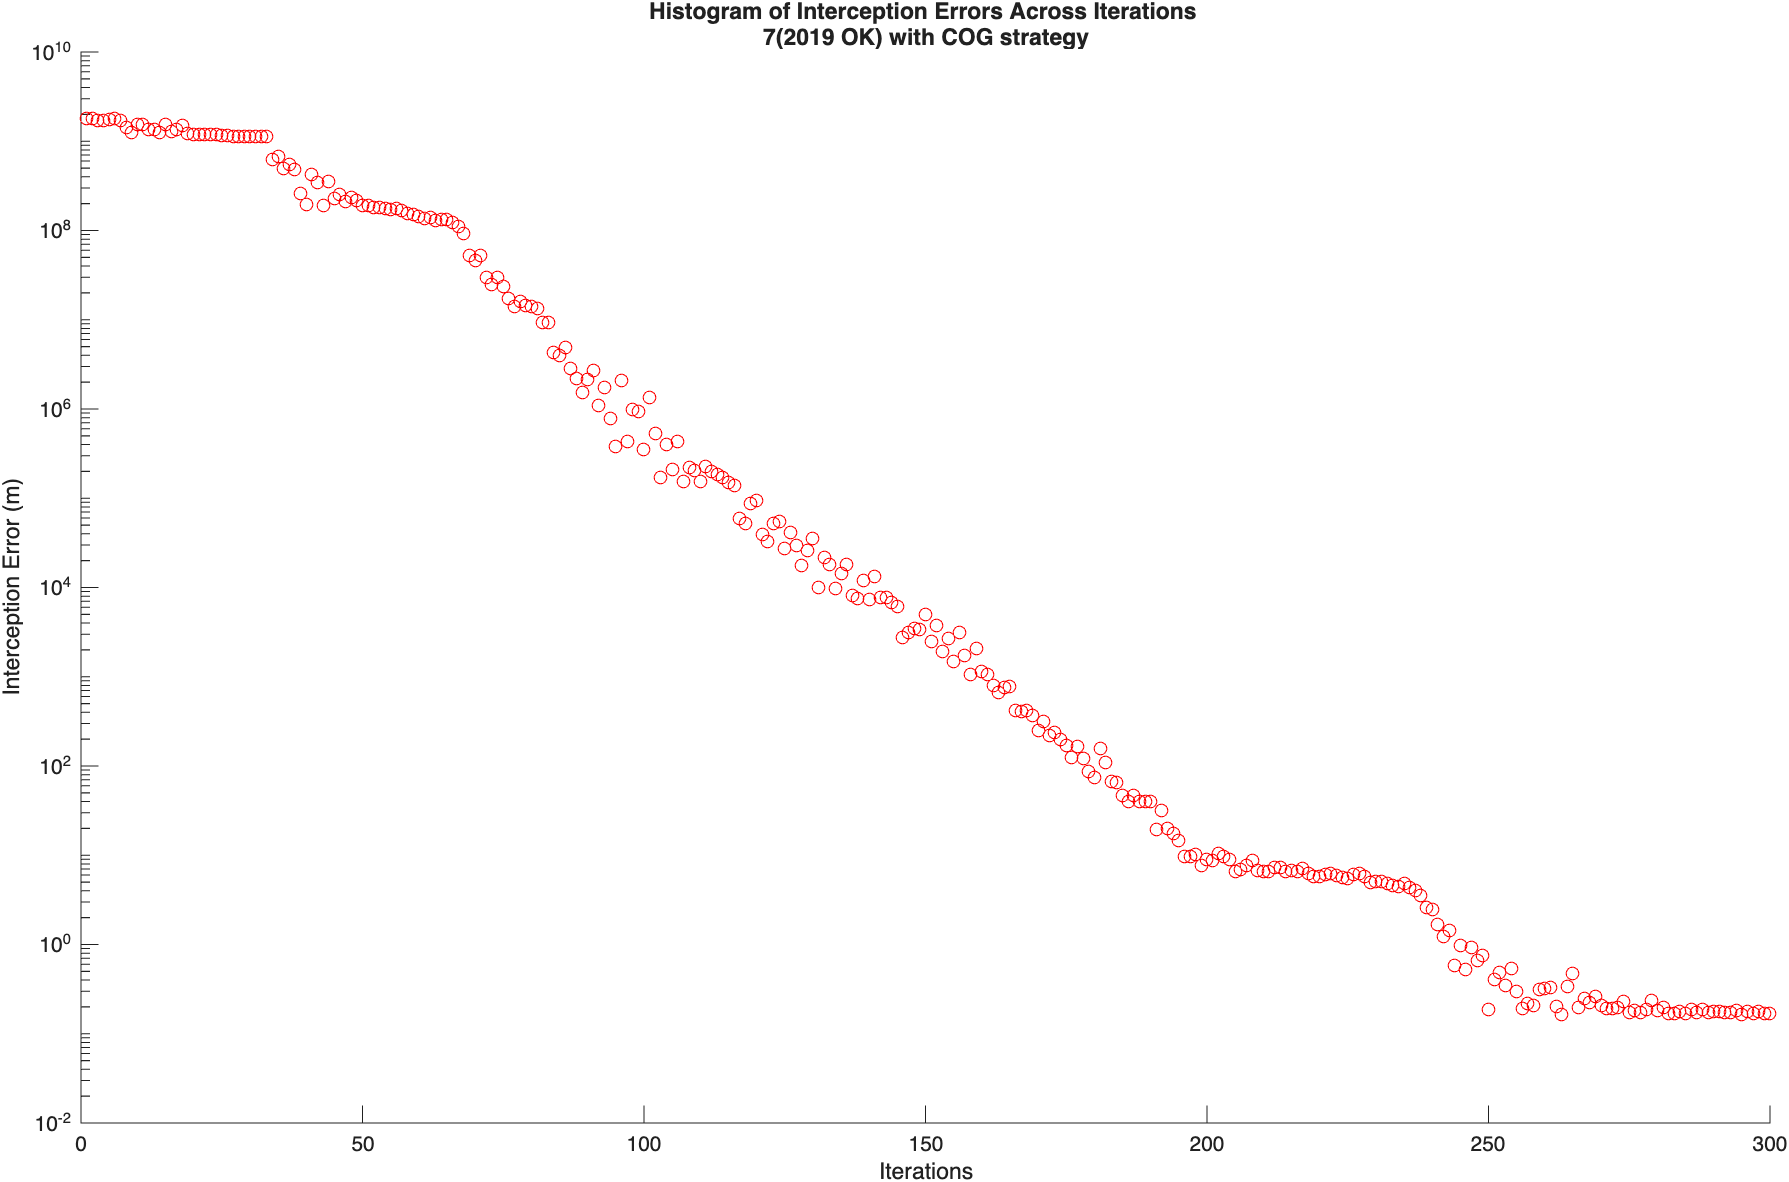 Histogram of Interception Errors Across Iterations
7(2019 OK) with COG strategy
10^10
10^8
10^6
10^4
10^2
10^0
10^-2
Interception Error (m)
0 50 100 150 200 250 300
Iterations